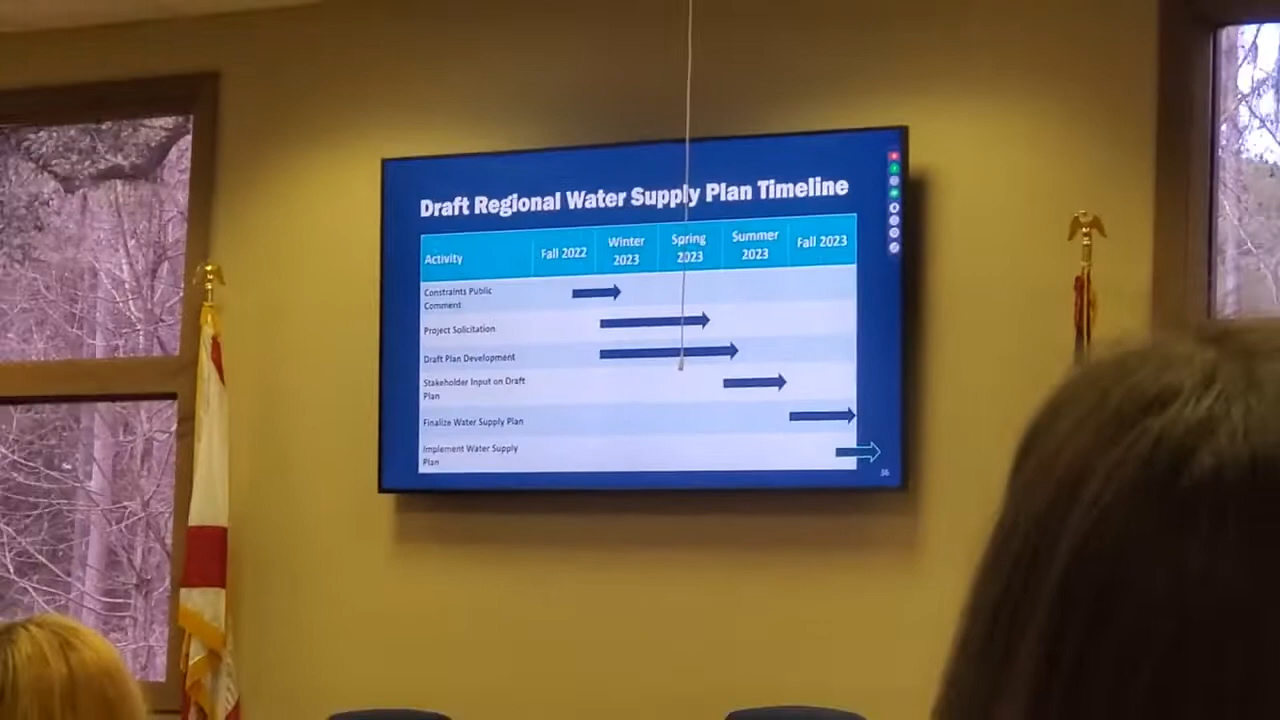 Draft Regional Water Supply Plan Timeline
Activity
Fall 2022
Winter
2023
Spring
2023
Summer
2023
Fall 2023
Constraints Public
Comment
Project Solicitation
Draft Plan Development
Stakeholder Input on Draft
Plan
Finalize Water Supply Plan
Implement Water Supply
Plan
36